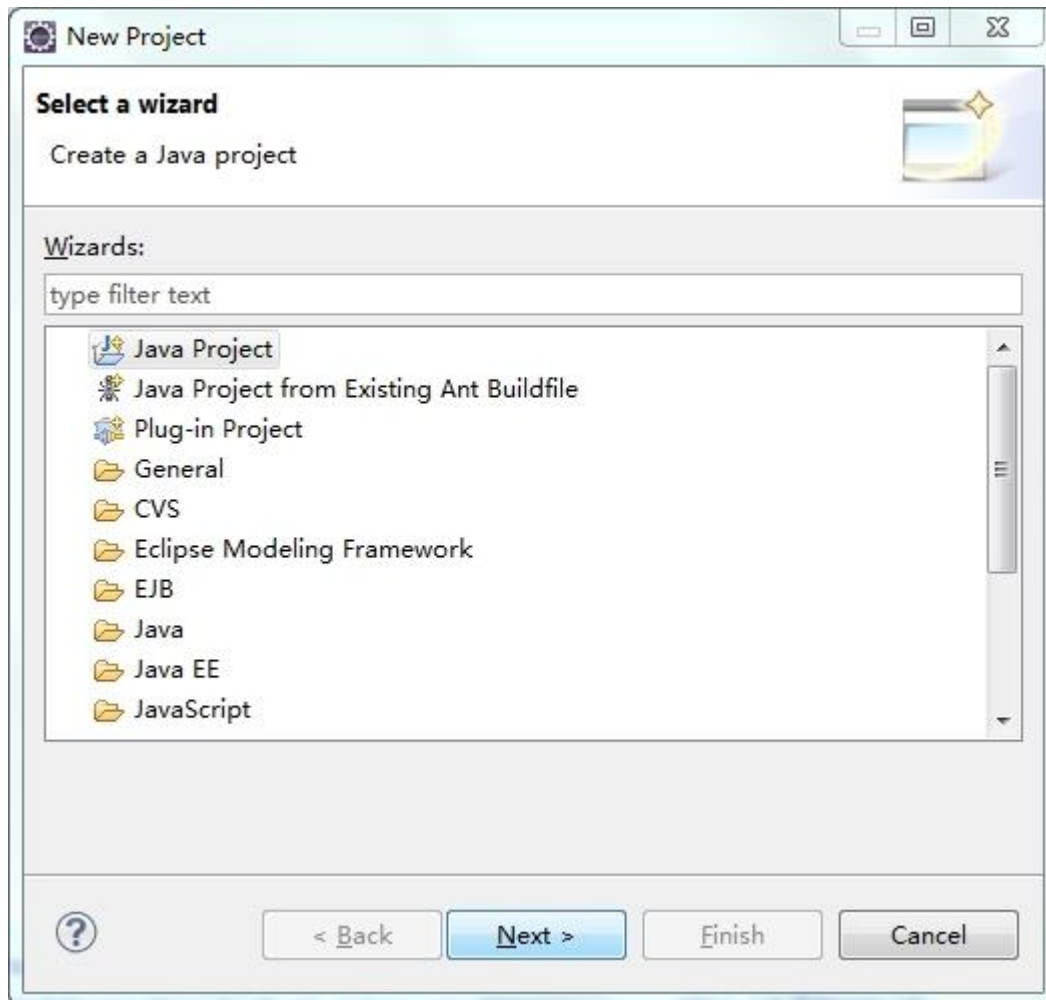 New Project
Select a wizard
Create a Java project
Wizards:
type filter text
Java Project
Java Project from Existing Ant Buildfile
Plug-in Project
General
CVS
Eclipse Modeling Framework
EJB
Java
Java EE
JavaScript
< Back Next > Finish Cancel